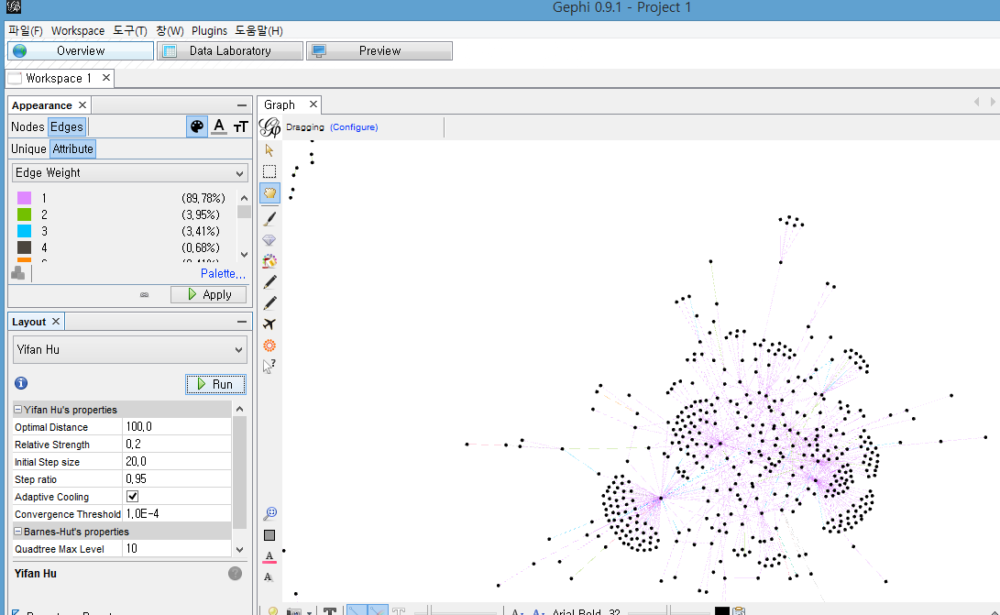 Gephi 0.9.1 - Project 1
파일(F) Workspace 도구(T) 창(W) Plugins 도움말(H)
Overview Data Laboratory Preview
Workspace 1
Appearance
Nodes Edges
Unique Attribute
Edge Weight
1 (89,78%)
2 (3,95%)
3 (3,41%)
4 (0,68%)
Palette...
Apply
Layout
Yifan Hu
Run
Yifan Hu's properties
Optimal Distance 100,0
Relative Strength 0,2
Initial Step size 20,0
Step ratio 0,95
Adaptive Cooling
Convergence Threshold 1,0E-4
Barnes-Hut's properties
Quadtree Max Level 10
Yifan Hu
Graph
Dragging (Configure)
Arial Bold, 32